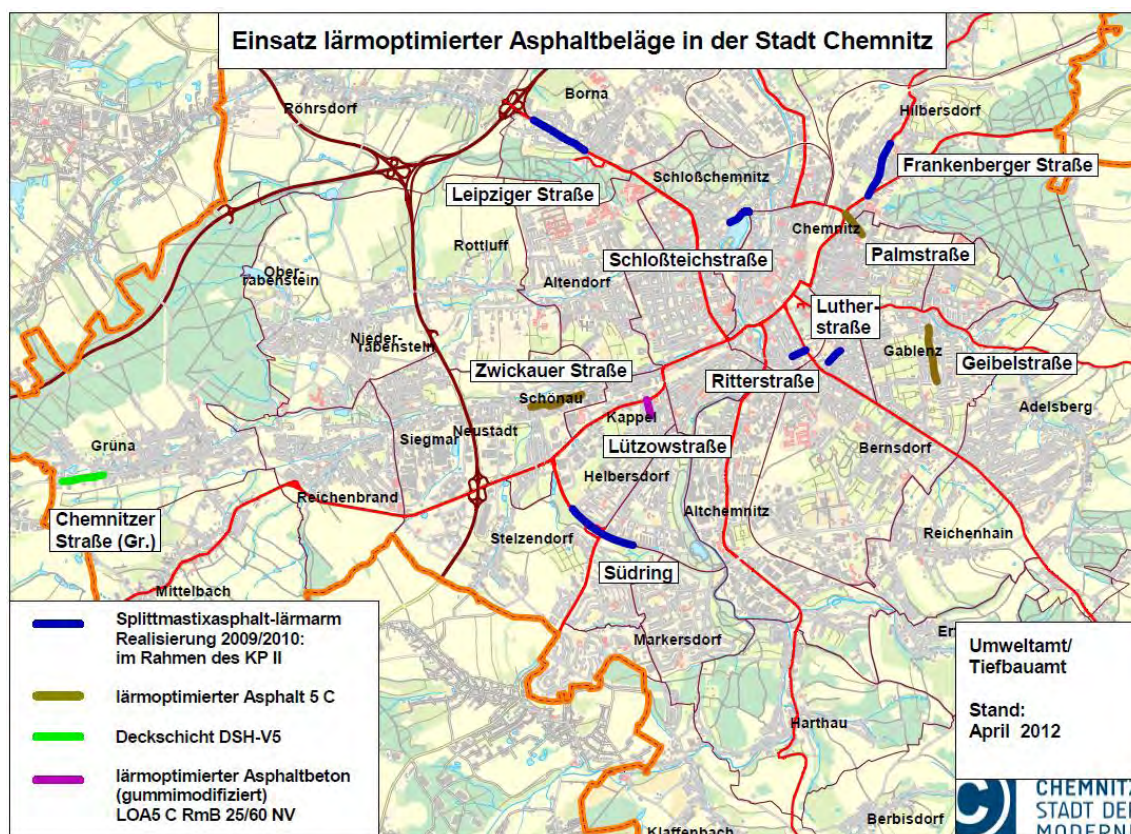 Einsatz lärmoptimierter Asphaltbeläge in der Stadt Chemnitz
Röhrsdorf
Borna
Hilbersdorf
Frankenberger Straße
Leipziger Straße
Schloßchemnitz
Chemnitz
Palmstraße
Rottluff
Schloßteichstraße
Ober-
rabenstein
Altendorf
Luther-
straße
Nieder-
rabenstein
Gablenz
Geibelstraße
Zwickauer Straße
Ritterstraße
Schönau
Kappel
Adelsberg
Grüna
Siegmar
Neustadt
Lützowstraße
Bernsdorf
Helbersdorf
Reichenbrand
Altchemnitz
Chemnitzer
Straße (Gr.)
Stelzendorf
Reichenhain
Südring
Mittelbach
Markersdorf
Harthau
Klaffenbach
Berbisdorf
Splittmastixasphalt-lärmarm
Realisierung 2009/2010:
im Rahmen des KP II
lärmoptimierter Asphalt 5 C
Deckschicht DSH-V5
lärmoptimierter Asphaltbeton
(gummimodifiziert)
LOA5 C RmB 25/60 NV
Umweltamt/
Tiefbauamt
Stand:
April 2012
CHEMNITZ
STADT DER
MODERNE